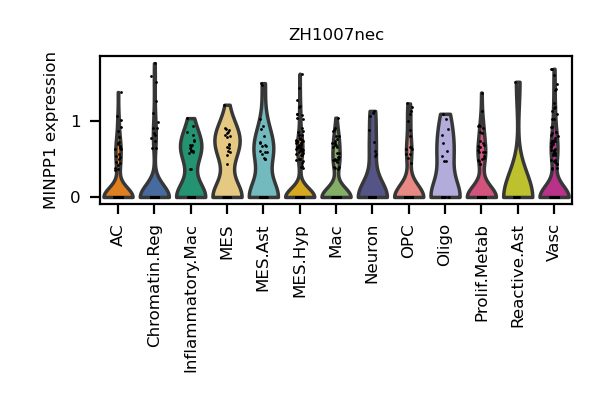 ZH1007nec
MINPP1 expression
1
0
AC
Chromatin.Reg
Inflammatory.Mac
MES
MES.Ast
MES.Hyp
Mac
Neuron
OPC
Oligo
Prolif.Metab
Reactive.Ast
Vasc